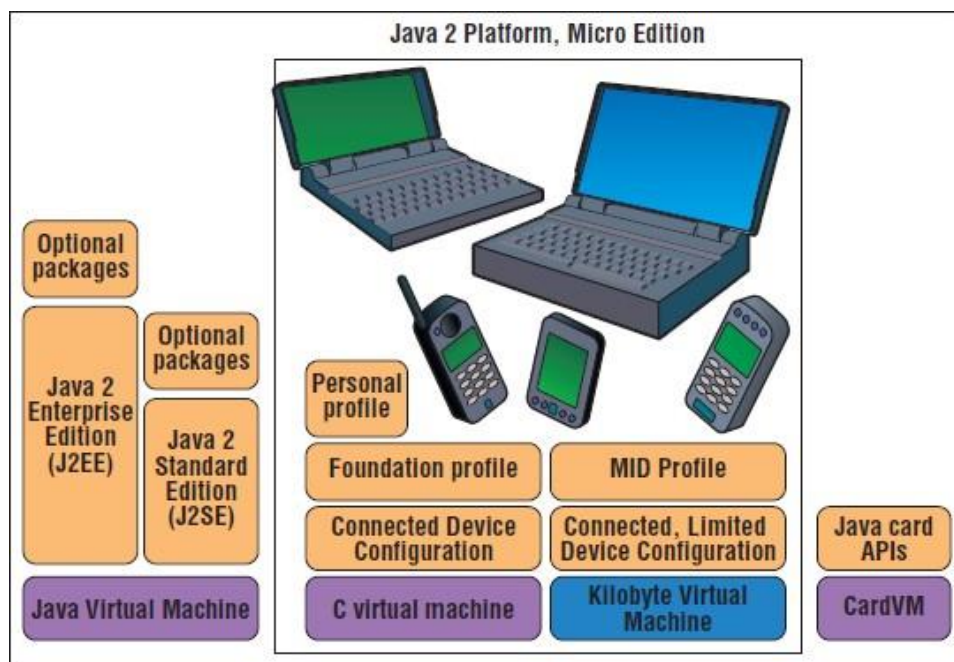 Java 2 Platform, Micro Edition
Optional
packages
Java 2
Enterprise
Edition
(J2EE)
Optional
packages
Java 2
Standard
Edition
(J2SE)
Java Virtual Machine
Personal
profile
Foundation profile
MID Profile
Connected Device
Configuration
Connected, Limited
Device Configuration
C virtual machine
Kilobyte Virtual
Machine
Java card
APIs
CardVM